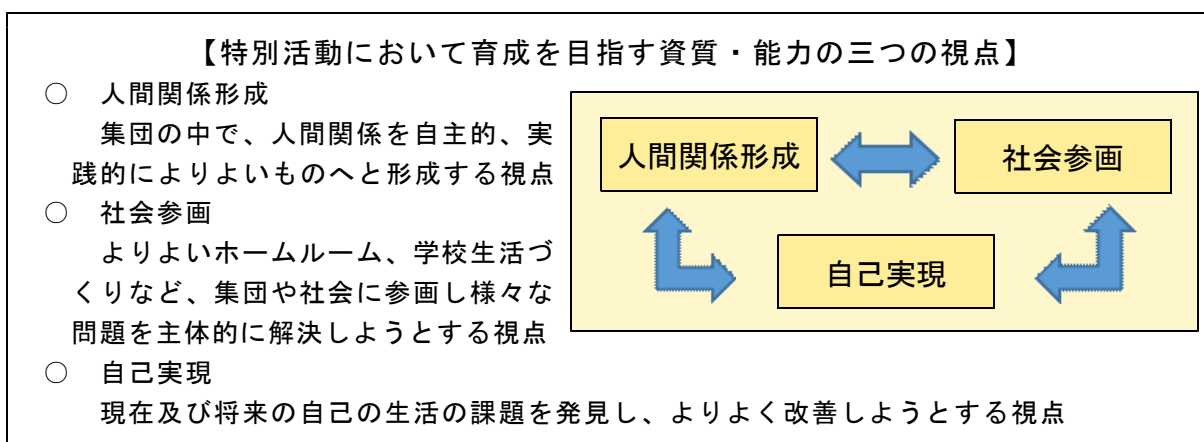 【特別活動において育成を目指す資質・能力の三つの視点】
○　人間関係形成
集団の中で、人間関係を自主的、実
践的によりよいものへと形成する視点
○　社会参画
よりよいホームルーム、学校生活づ
くりなど、集団や社会に参画し様々な
問題を主体的に解決しようとする視点
○　自己実現
現在及び将来の自己の生活の課題を発見し、よりよく改善しようとする視点
人間関係形成
社会参画
自己実現